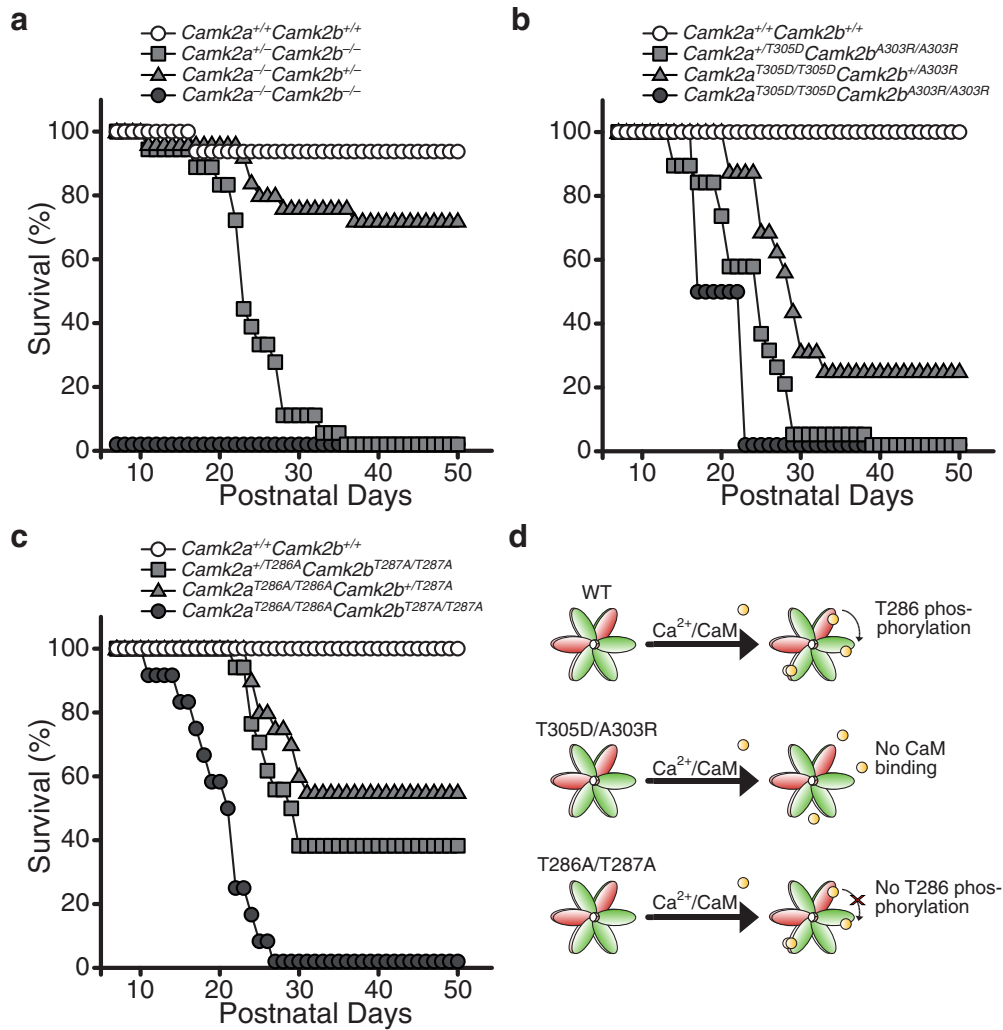 a
Camk2a+/+Camk2b+/+
Camk2a+/–Camk2b–/–
Camk2a–/–Camk2b+/–
Camk2a–/–Camk2b–/–
Survival (%)
100
80
60
40
20
0
10 20 30 40 50
Postnatal Days
b
Camk2a+/+Camk2b+/+
Camk2a+/T305DCamk2bA303R/A303R
Camk2aT305D/T305DCamk2b+/A303R
Camk2aT305D/T305DCamk2bA303R/A303R
100
80
60
40
20
0
10 20 30 40 50
Postnatal Days
c
Camk2a+/+Camk2b+/+
Camk2a+/T286ACamk2bT287A/T287A
Camk2aT286A/T286ACamk2b+/T287A
Camk2aT286A/T286ACamk2bT287A/T287A
Survival (%)
100
80
60
40
20
0
10 20 30 40 50
Postnatal Days
d
WT
Ca2+/CaM
T286 phos-
phorylation
T305D/A303R
Ca2+/CaM
No CaM
binding
T286A/T287A
Ca2+/CaM
No T286 phos-
phorylation